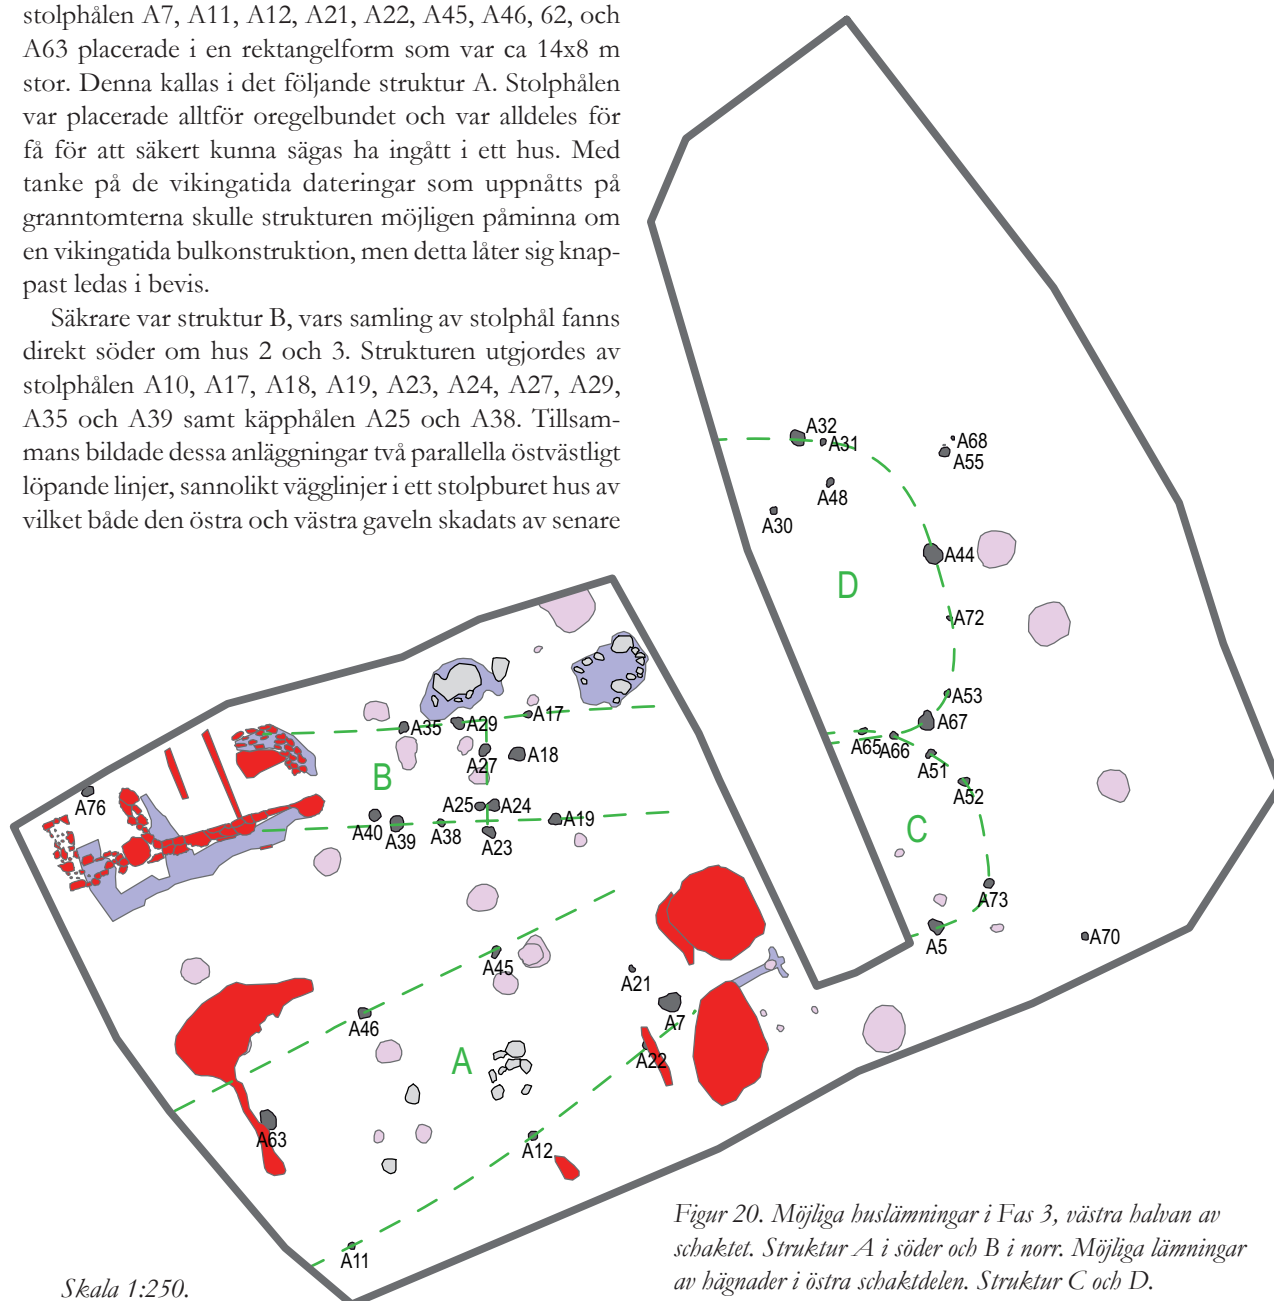 stolphålen A7, A11, A12, A21, A22, A45, A46, 62, och
A63 placerade i en rektangelform som var ca 14x8 m
stor. Denna kallas i det följande struktur A. Stolphålen
var placerade alltför oregelbundet och var alldeles för
få för att säkert kunna sägas ha ingått i ett hus. Med
tanke på de vikingatida dateringar som uppnåtts på
granntomterna skulle strukturen möjligen påminna om
en vikingatida bulkonstruktion, men detta låter sig knap-
past ledas i bevis.
Säkrare var struktur B, vars samling av stolphål fanns
direkt söder om hus 2 och 3. Strukturen utgjordes av
stolphålen A10, A17, A18, A19, A23, A24, A27, A29,
A35 och A39 samt käpphålen A25 och A38. Tillsam-
mans bildade dessa anläggningar två parallella östvästligt
löpande linjer, sannolikt vägglinjer i ett stolpburet hus av
vilket både den östra och västra gaveln skadats av senare
A32
A31
A68
A55
A48
A30
A44
D
A72
A53
A67
A65
A66
A51
A52
C
A73
A5
A70
A35
A29
A17
A27
A18
B
A76
A25
A24
A40
A39
A38
A23
A19
A45
A21
A46
A7
A
A22
A63
A12
A11
Skala 1:250.
Figur 20. Möjliga huslämningar i Fas 3, västra halvan av
schaktet. Struktur A i söder och B i norr. Möjliga lämningar
av hägnader i östra schaktdelen. Struktur C och D.